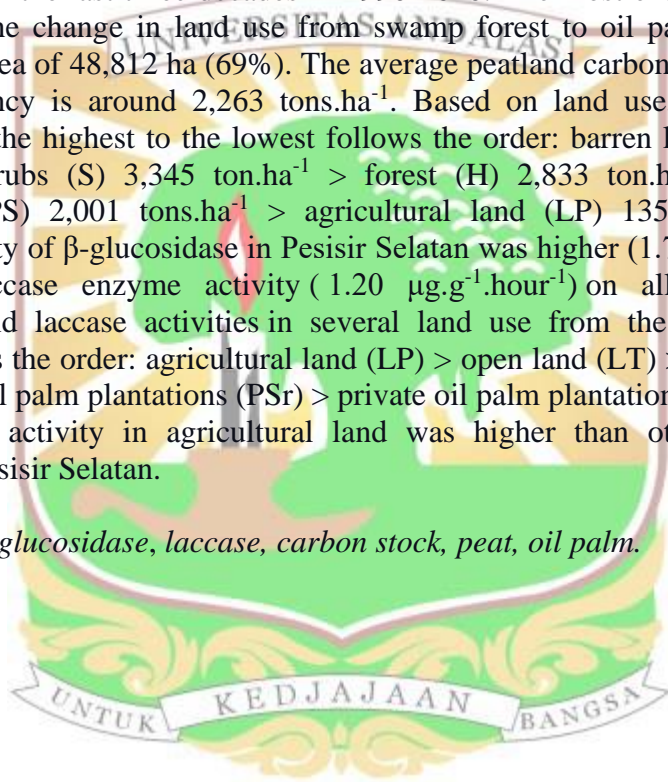 UNIVERSITAS ANDALAS
he change in land use from swamp forest to oil pa
ea of 48,812 ha (69%). The average peatland carbon
ncy is around 2,263 tons.ha⁻¹. Based on land use
the highest to the lowest follows the order: barren l
rubs (S) 3,345 ton.ha⁻¹ > forest (H) 2,833 ton.h
PS) 2,001 tons.ha⁻¹ > agricultural land (LP) 135
ty of β-glucosidase in Pesisir Selatan was higher (1.
ccase enzyme activity ( 1.20 μg.g⁻¹.hour⁻¹) on all
nd laccase activities in several land use from the
s the order: agricultural land (LP) > open land (LT)
l palm plantations (PSr) > private oil palm plantation
activity in agricultural land was higher than ot
esisir Selatan.
glucosidase, laccase, carbon stock, peat, oil palm.
UNTUK KEDJAJAAN BANGSA